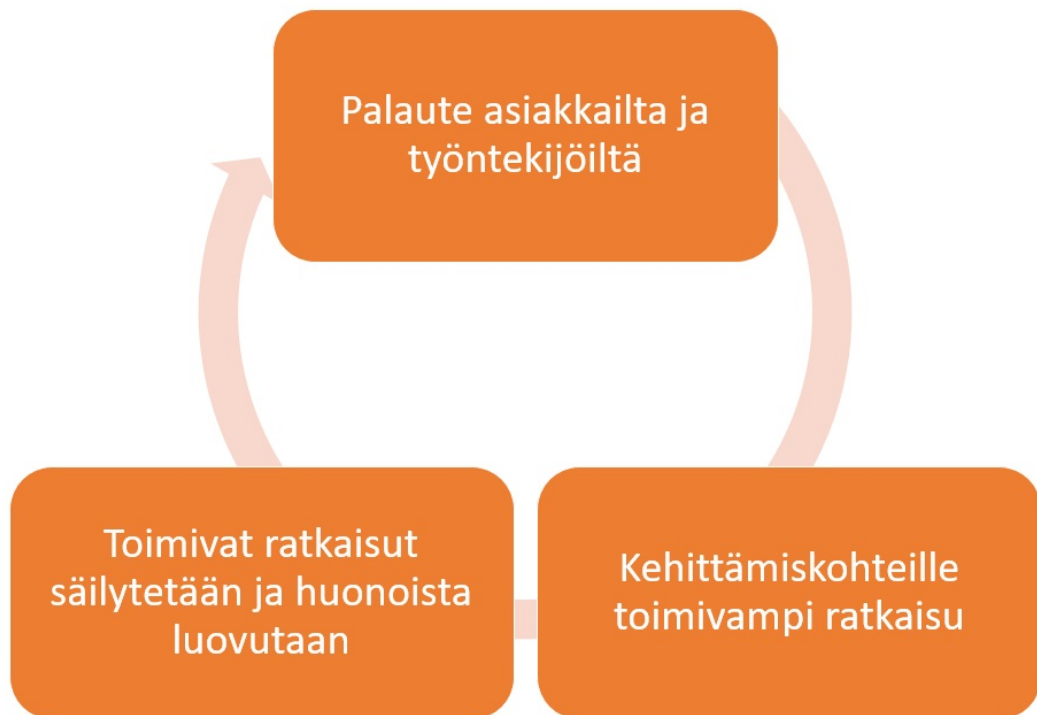 Palaute asiakkailta ja
työntekijöiltä
Kehittämiskohteille
toimivampi ratkaisu
Toimivat ratkaisut
säilytetään ja huonoista
luovutaan